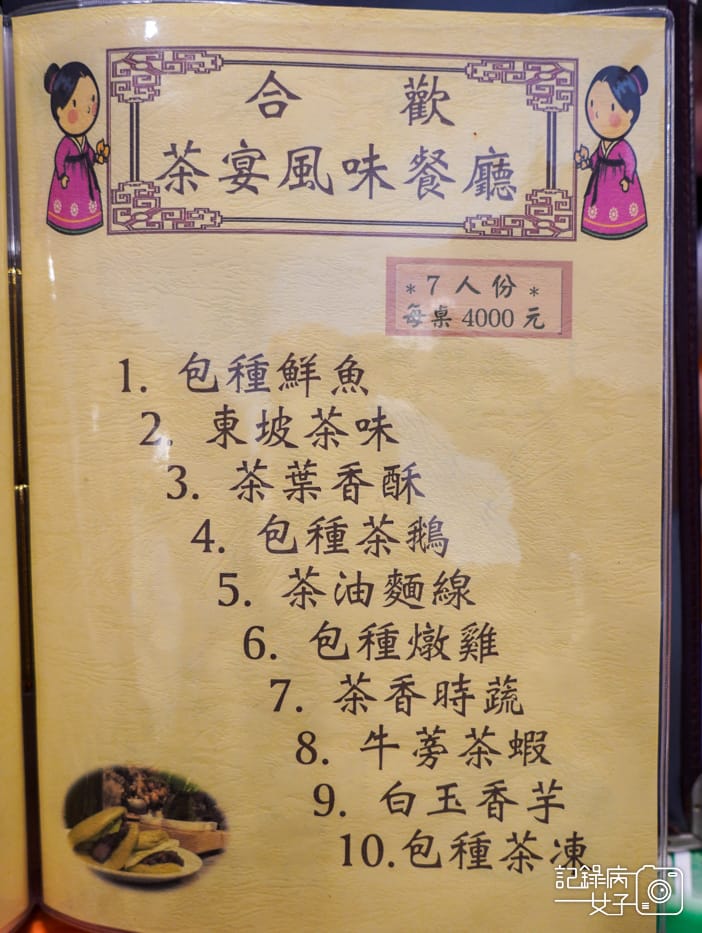 合 歡
茶宴風味餐廳
*7人份*
每桌4000元
1. 包種鮮魚
2. 東坡茶味
3. 茶葉香酥
4. 包種茶鵝
5. 茶油麵線
6. 包種燉雞
7. 茶香時蔬
8. 牛蒡茶蝦
9. 白玉香芋
10.包種茶凍
記錄病
女子